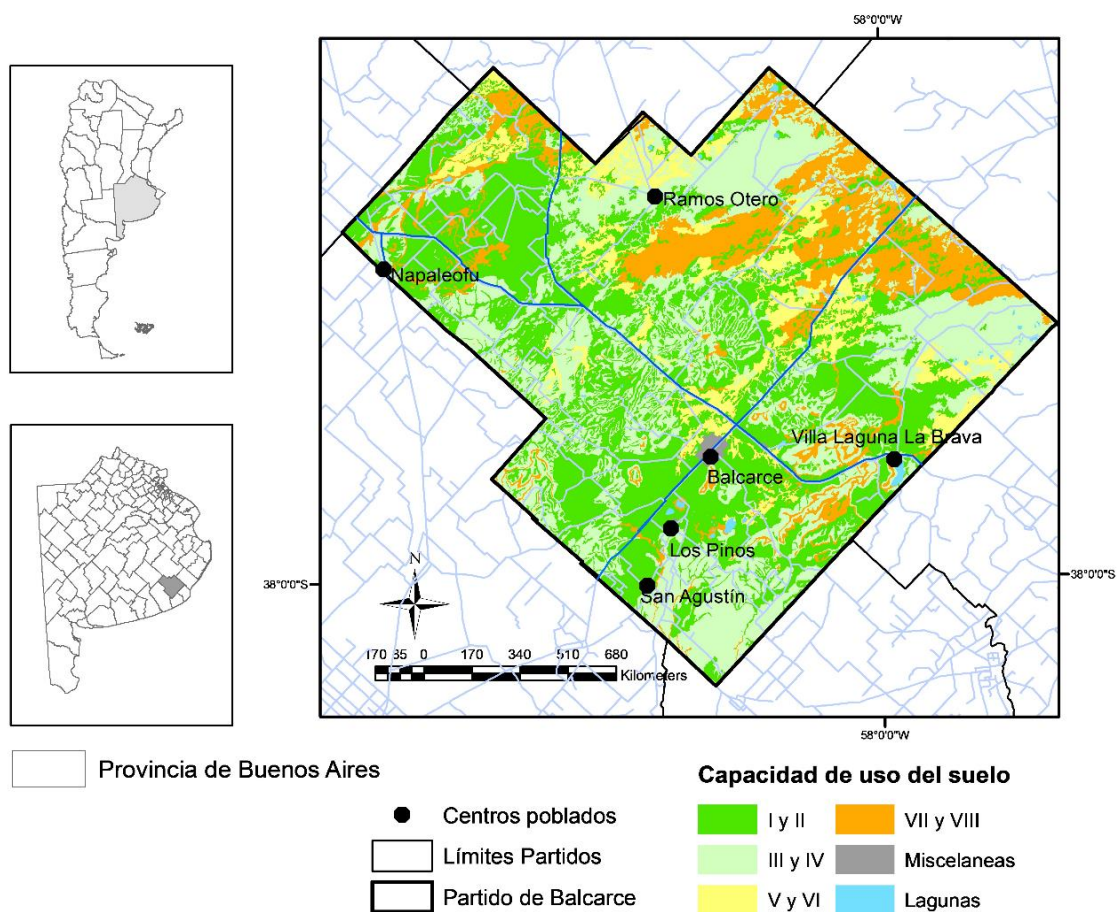 58°0'0"W
Ramos Otero
Napaleofu
Villa Laguna La Brava
Balcarce
Los Pinos
San Agustín
N
38°0'0"S
38°0'0"S
170 85 0 170 340 510 680
Kilometers
58°0'0"W
Provincia de Buenos Aires
Centros poblados
Límites Partidos
Partido de Balcarce
Capacidad de uso del suelo
I y II
III y IV
V y VI
VII y VIII
Miscelaneas
Lagunas